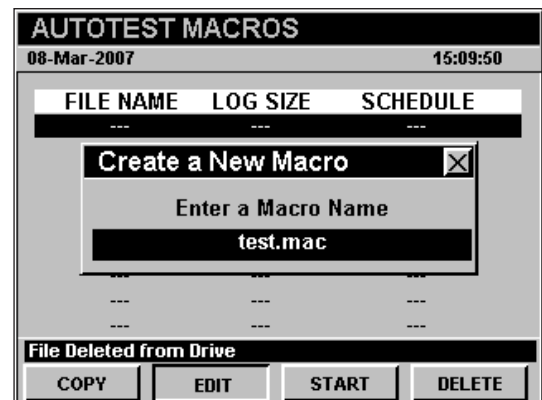 AUTOTEST MACROS
08-Mar-2007 15:09:50
FILE NAME LOG SIZE SCHEDULE
--- --- ---
Create a New Macro
Enter a Macro Name
test.mac
--- --- ---
--- --- ---
--- --- ---
File Deleted from Drive
COPY EDIT START DELETE